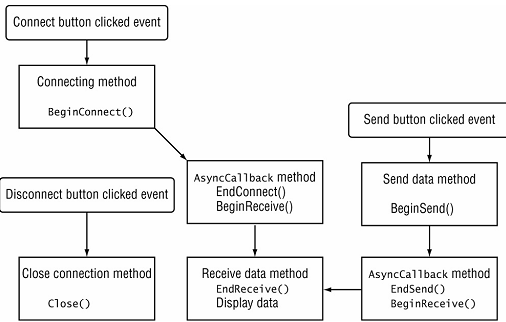 Connect button clicked event
Connecting method
BeginConnect()
Send button clicked event
AsyncCallback method
EndConnect()
BeginReceive()
Send data method
BeginSend()
Disconnect button clicked event
Close connection method
Close()
Receive data method
EndReceive()
Display data
AsyncCallback method
EndSend()
BeginReceive()